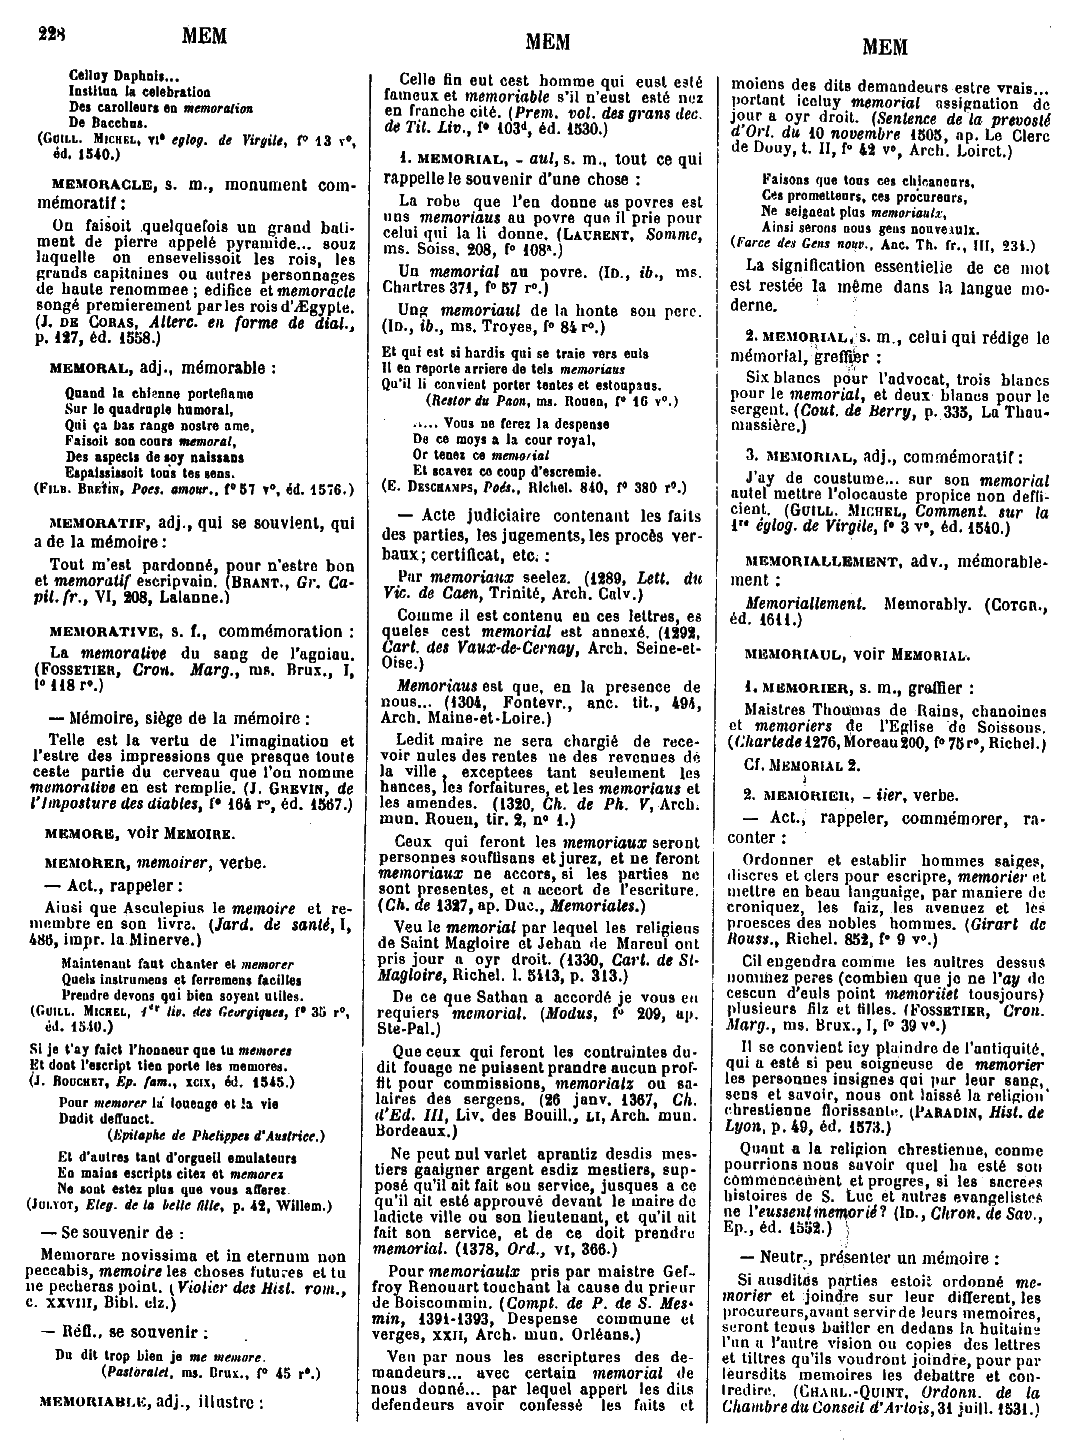 228 MEM
MEM
MEM
Celluy Daphnis...
Institua la celebration
Des carolleurs en memoration
De Bacchus.
(GUILL. MICHEL, VIe eglog. de Virgile, f° 13 r°,
éd. 1540.)
MEMORACLE, s. m., monument com-
mémoratif :
On faisoit quelquefois un grand basti-
ment de pierre appelé pyramide... souz
laquelle on ensevelissoit les rois, les
grands capitaines ou autres personnages
de haute renommee ; edifice et memoracle
songé premierement par les rois d'Ægypte.
(J. DE CORAS, Alterc. en forme de dial.,
p. 127, éd. 1558.)
MEMORAL, adj., mémorable :
Quand la chienne porteflame
Sur le quadruple humoral,
Qui ça bas range nostre ame,
Faisoit son cours memoral,
Des aspects de soy naissans
Espaississoit tous tes sens.
(FILB. BRETIN, Poes. amour., f° 57 v°, éd. 1576.)
MEMORATIF, adj., qui se souvient, qui
a de la mémoire :
Tout m'est pardonné, pour n'estre bon
et memoratif escripvain. (BRANT., Gr. Ca-
pit. fr., VI, 208, Lalanne.)
MEMORATIVE, s. f., commémoration :
La memorative du sang de l'agniau.
(FOSSETIER, Cron. Marg., ms. Brux., I,
f° 118 r°.)
— Mémoire, siège de la mémoire :
Telle est la vertu de l'imagination et
l'estre des impressions que presque toute
ceste partie du cerveau que l'on nomme
memorative en est remplie. (J. GREVIN, de
l'Imposture des diables, f° 164 r°, éd. 1567.)
MEMORE, voir MEMOIRE.
MEMORER, memoirer, verbe.
— Act., rappeler :
Ainsi que Asculepius le memoire et re-
membre en son livre. (Jard. de santé, I,
486, impr. la Minerve.)
Maintenant faut chanter et memorer
Quels instrumens et ferremens facilles
Prendre devons qui bien soyent utilles.
(GUILL. MICHEL, 1er liv. des Georgiques, f° 35 r°,
éd. 1540.)
Si je t'ay faict l'honneur que tu memores
Et dont l'escript tien porte les memores.
(J. BOUCHET, Ep. fam., XCIX, éd. 1545.)
Pour memorer la louenge et la vie
Dudit deffunct.
(Epitaphe de Phelippes d'Austrice.)
Et d'autres tant d'orgueil emulateurs
En mains escripts citez et memorez
Ne sont estez plus que vous afferez.
(JULYOT, Eleg. de la belle fille, p. 42, Willem.)
— Se souvenir de :
Memorare novissima et in eternum non
peccabis, memoire les choses futures et tu
ne pecheras point. (Violier des Hist. rom.,
c. XXVIII, Bibl. elz.)
— Réfl., se souvenir :
Du dit trop bien je me memore.
(Pastoralet, ms. Brux., f° 45 r°.)
MEMORIABLE, adj., illustre :
Celle fin eut cest homme qui eust esté
fameux et memoriable s'il n'eust esté nez
en franche cité. (Prem. vol. des grans dec.
de Tit. Liv., f° 103d, éd. 1530.)
1. MEMORIAL, - aul, s. m., tout ce qui
rappelle le souvenir d'une chose :
La robe que l'en donne as povres est
uns memoriaus au povre que il prie pour
celui qui la li donne. (LAURENT, Somme,
ms. Soiss. 208, f° 108a.)
Un memorial au povre. (ID., ib., ms.
Chartres 371, f° 57 r°.)
Ung memoriaul de la honte son pere.
(ID., ib., ms. Troyes, f° 84 r°.)
Et qui est si hardis qui se traie vers euls
Il en reporte arriere de tels memoriaus
Qu'il li convient porter tentes et estoupaus.
(Restor du Paon, ms. Rouen, f° 16 v°.)
..... Vous ne ferez la despense
De ce moys a la cour royal,
Or tenez ce memorial
Et scavez ce coup d'escremie.
(E. DESCHAMPS, Poés., Richel. 840, f° 380 r°.)
— Acte judiciaire contenant les faits
des parties, les jugements, les procès ver-
baux ; certificat, etc. :
Par memoriaux seelez. (1289, Lett. du
Vic. de Caen, Trinité, Arch. Calv.)
Comme il est contenu en ces lettres, es
queles cest memorial est annexé. (1292,
Cart. des Vaux-de-Cernay, Arch. Seine-et-
Oise.)
Memoriaus est que, en la presence de
nous... (1304, Fontevr., anc. tit., 494,
Arch. Maine-et-Loire.)
Ledit maire ne sera chargié de rece-
voir nules des rentes ne des revenues de
la ville, exceptees tant seulement les
hances, les forfaitures, et les memoriaus et
les amendes. (1320, Ch. de Ph. V, Arch.
mun. Rouen, tir. 2, n° 1.)
Ceux qui feront les memoriaux seront
personnes souffisans et jurez, et ne feront
memoriaux ne accors, si les parties ne
sont presentes, et a accort de l'escriture.
(Ch. de 1327, ap. Duc., Memoriales.)
Veu le memorial par lequel les religieus
de Saint Magloire et Jehan de Mareul ont
pris jour a oyr droit. (1330, Cart. de St-
Magloire, Richel. l. 5413, p. 313.)
De ce que Sathan a accordé je vous en
requiers memorial. (Modus, f° 209, ap.
Ste-Pal.)
Que ceux qui feront les contraintes du-
dit fouage ne puissent prandre aucun prof-
fit pour commissions, memorialz ou sa-
laires des sergens. (26 janv. 1367, Ch.
d'Ed. III, Liv. des Bouill., LI, Arch. mun.
Bordeaux.)
Ne peut nul varlet aprantiz desdis mes-
tiers gaaigner argent esdiz mestiers, sup-
posé qu'il ait fait son service, jusques a ce
qu'il ait esté approuvé devant le maire de
ladicte ville ou son lieutenant, et qu'il ait
fait son service, et de ce doit prendre
memorial. (1378, Ord., VI, 366.)
Pour memoriaulx pris par maistre Gef-
froy Renouart touchant la cause du prieur
de Boiscommin. (Compt. de P. de S. Mes-
min, 1391-1393, Despense commune et
verges, XXII, Arch. mun. Orléans.)
Veu par nous les escriptures des de-
mandeurs... avec certain memorial de
nous donné... par lequel appert les dits
defendeurs avoir confessé les faits et
moiens des dits demandeurs estre vrais...
portant iceluy memorial assignation de
jour a oyr droit. (Sentence de la prevosté
d'Orl. du 10 novembre 1505, ap. Le Clerc
de Douy, t. II, f° 42 v°, Arch. Loiret.)
Faisons que tous ces chicaneurs,
Ces prometteurs, ces procureurs,
Ne seignent plus memoriaulx,
Ainsi serons nous gens nouveaulx.
(Farce des Gens nouv., Anc. Th. fr., III, 234.)
La signification essentielle de ce mot
est restée la même dans la langue mo-
derne.
2. MEMORIAL, s. m., celui qui rédige le
mémorial, greffier :
Six blancs pour l'advocat, trois blancs
pour le memorial, et deux blancs pour le
sergent. (Cout. de Berry, p. 335, La Thau-
massière.)
3. MEMORIAL, adj., commémoratif :
J'ay de coustume... sur son memorial
autel mettre l'olocauste propice non deffi-
cient. (GUILL. MICHEL, Comment. sur la
1re églog. de Virgile, f° 3 v°, éd. 1540.)
MEMORIALLEMENT, adv., mémorable-
ment :
Memoriallement. Memorably. (COTGR.,
éd. 1611.)
MEMORIAUL, voir MEMORIAL.
1. MEMORIER, s. m., greffier :
Maistres Thoumas de Rains, chanoines
et memoriers de l'Eglise de Soissons.
(Charte de 1276, Moreau 200, f° 75 r°, Richel.)
Cf. MEMORIAL 2.
2. MEMORIER, - iier, verbe.
— Act., rappeler, commémorer, ra-
conter :
Ordonner et establir hommes saiges,
discres et clers pour escripre, memorier et
mettre en beau languaige, par maniere de
croniquez, les faiz, les avenuez et les
proesces des nobles hommes. (Girart de
Rouss., Richel. 852, f° 9 v°.)
Cil engendra comme les aultres dessus
nommez peres (combien que je ne l'ay de
cescun d'euls point memoriiet tousjours)
plusieurs filz et filles. (FOSSETIER, Cron.
Marg., ms. Brux., I, f° 39 v°.)
Il se convient icy plaindre de l'antiquité,
qui a esté si peu soigneuse de memorier
les personnes insignes qui par leur sang,
sens et savoir, nous ont laissé la religion
chrestienne florissante. (PARADIN, Hist. de
Lyon, p. 49, éd. 1573.)
Quant a la religion chrestienne, comme
pourrions nous savoir quel ha esté son
commencement et progres, si les sacrees
histoires de S. Luc et autres evangelistes
ne l'eussent memorié ? (ID., Chron. de Sav.,
Ep., éd. 1552.)
— Neutr., présenter un mémoire :
Si ausdites parties estoit ordonné me-
morier et joindre sur leur different, les
procureurs, avant servir de leurs memoires,
seront tenus bailler en dedans la huitaine
l'un a l'autre vision ou copies des lettres
et tiltres qu'ils voudront joindre, pour par
leursdits memoires les debattre et con-
tredire. (CHARL.-QUINT, Ordonn. de la
Chambre du Conseil d'Artois, 31 juill. 1531.)